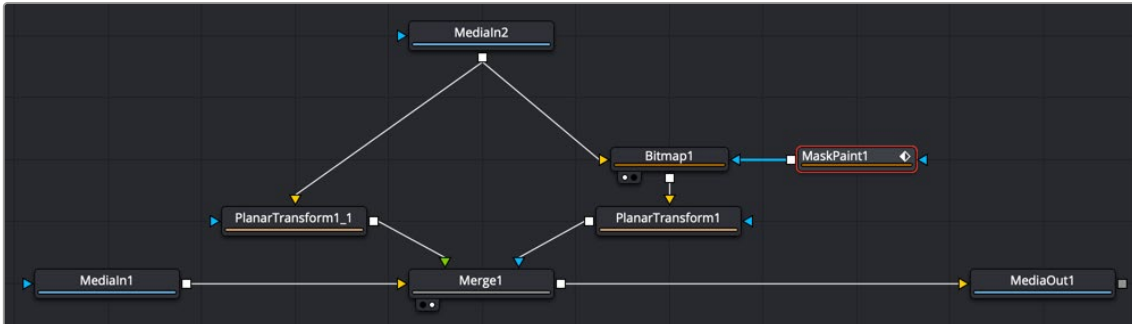 MediaIn2
Bitmap1
MaskPaint1
PlanarTransform1_1
PlanarTransform1
MediaIn1
Merge1
MediaOut1